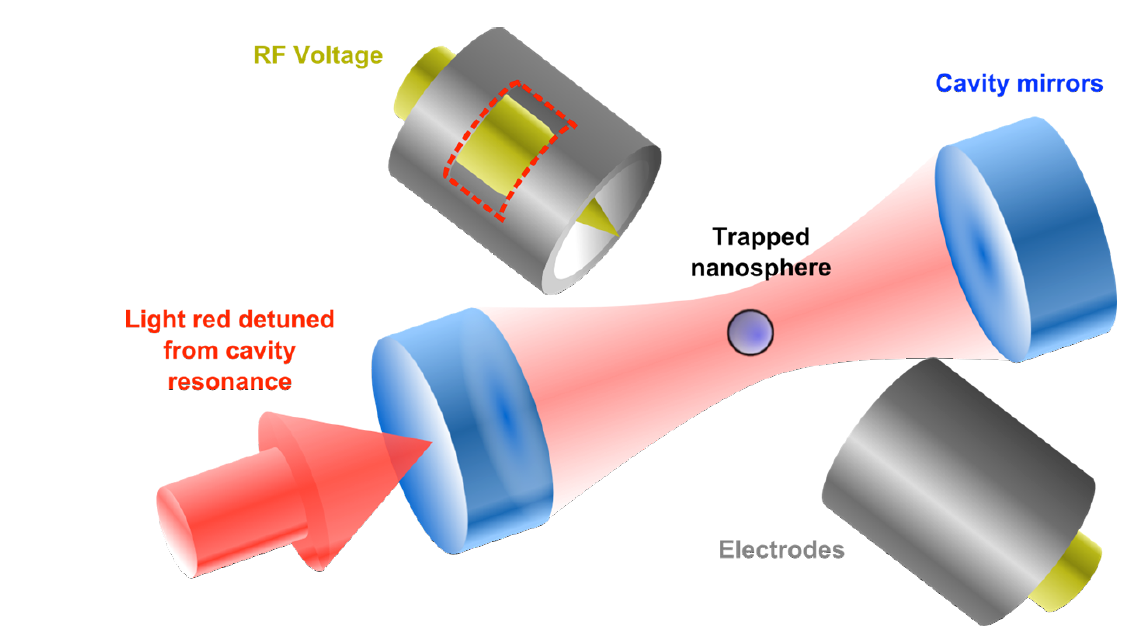 RF Voltage
Cavity mirrors
Trapped
nanosphere
Light red detuned
from cavity
resonance
Electrodes